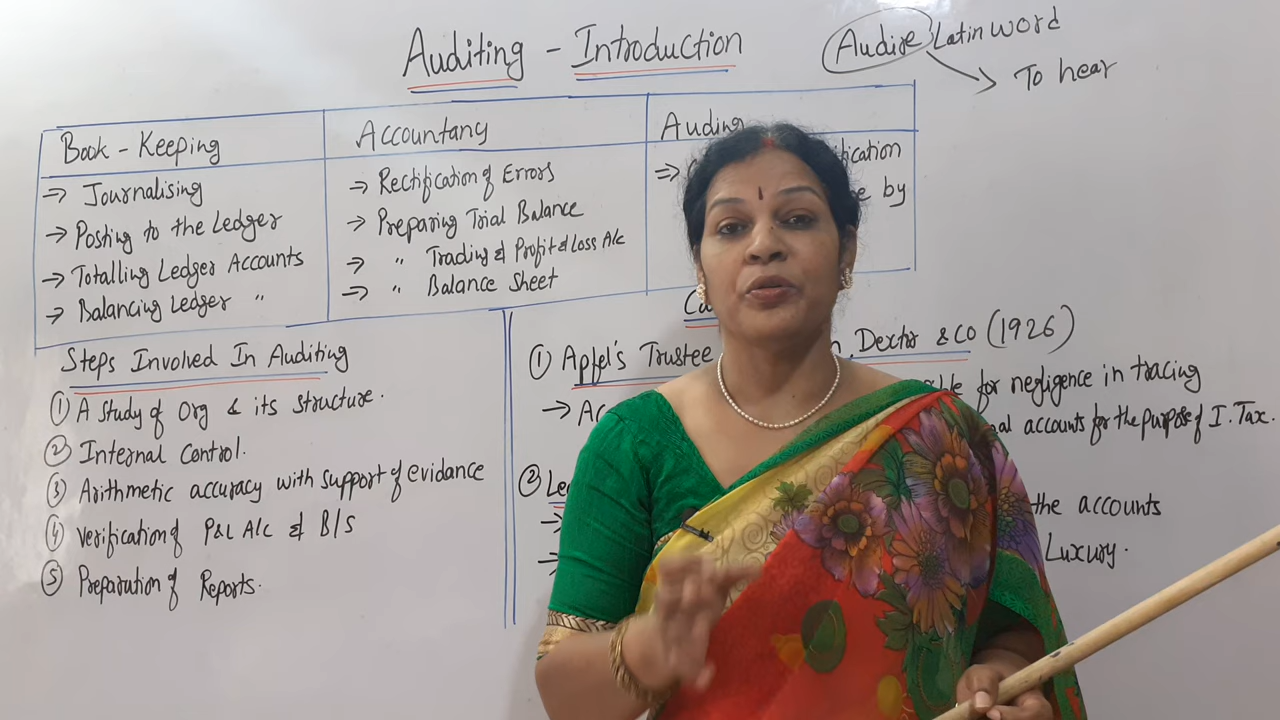 Auditing - Introduction
Audire Latin word
To hear
Book - Keeping
→ Journalising
→ Posting to the Ledger
→ Totalling Ledger Accounts
→ Balancing Ledger "
Accountancy
→ Rectification of Errors
→ Preparing Trial Balance
→ " Trading & Profit & Loss A/c
→ " Balance Sheet
Auding
→
by
Steps Involved In Auditing
① A Study of Org & its structure.
② Internal Control.
③ Arithmetic accuracy with support of evidence
④ Verification of P&L A/c & B/S
⑤ Preparation of Reports.
① Apfel's Trustee Dexter & CO (1926)
→ for negligence in tracing
accounts for the purpose of I. Tax.
②
→ the accounts
→ Luxury.